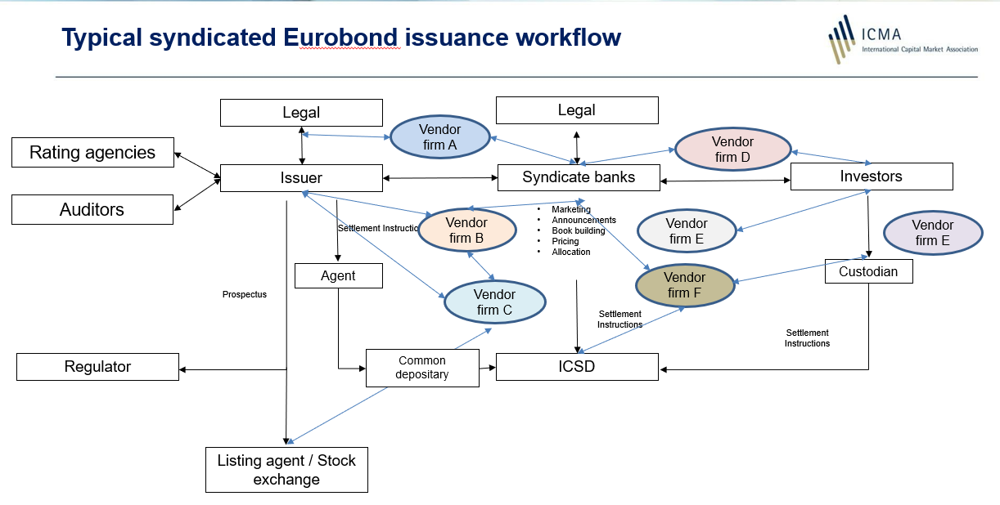 Typical syndicated Eurobond issuance workflow
ICMA
International Capital Market Association
Legal
Legal
Vendor
firm A
Vendor
firm D
Rating agencies
Issuer
Syndicate banks
Investors
Auditors
Settlement Instructio
Vendor
firm B
• Marketing
• Announcements
• Book building
• Pricing
• Allocation
Vendor
firm E
Vendor
firm E
Agent
Vendor
firm F
Custodian
Prospectus
Vendor
firm C
Settlement
Instructions
Settlement
Instructions
Regulator
Common
depositary
ICSD
Listing agent / Stock
exchange